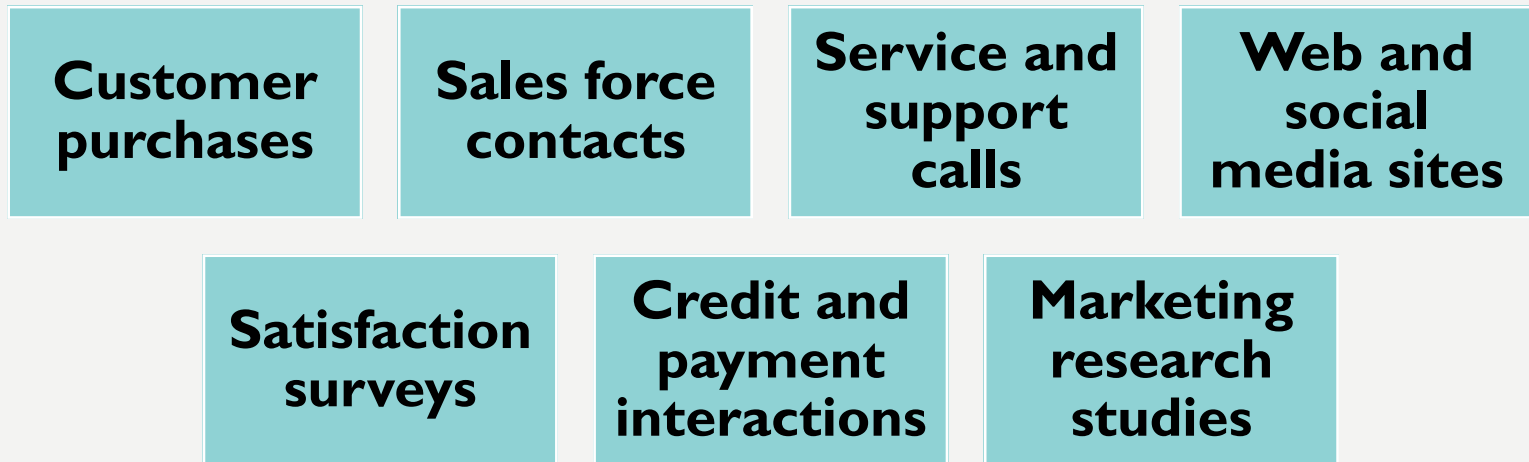 Customer
purchases
Sales force
contacts
Service and
support
calls
Web and
social
media sites
Satisfaction
surveys
Credit and
payment
interactions
Marketing
research
studies